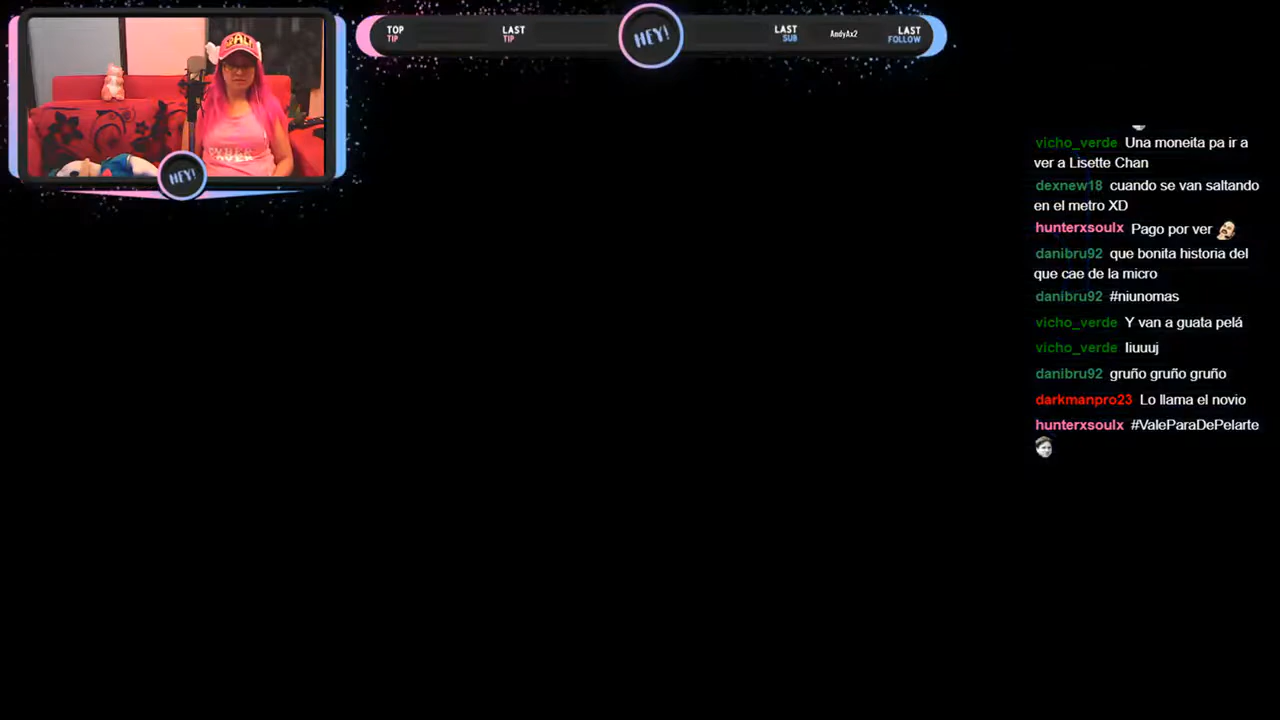 TOP
TIP
LAST
TIP
HEY!
LAST
SUB
AndyAx2
LAST
FOLLOW
HEY!
vicho_verde Una moneita pa ir a
ver a Lisette Chan
dexnew18 cuando se van saltando
en el metro XD
hunterxsoulx Pago por ver
danibru92 que bonita historia del
que cae de la micro
danibru92 #niunomas
vicho_verde Y van a guata pelá
vicho_verde Iiuuuj
danibru92 gruño gruño gruño
darkmanpro23 Lo llama el novio
hunterxsoulx #ValeParaDePelarte